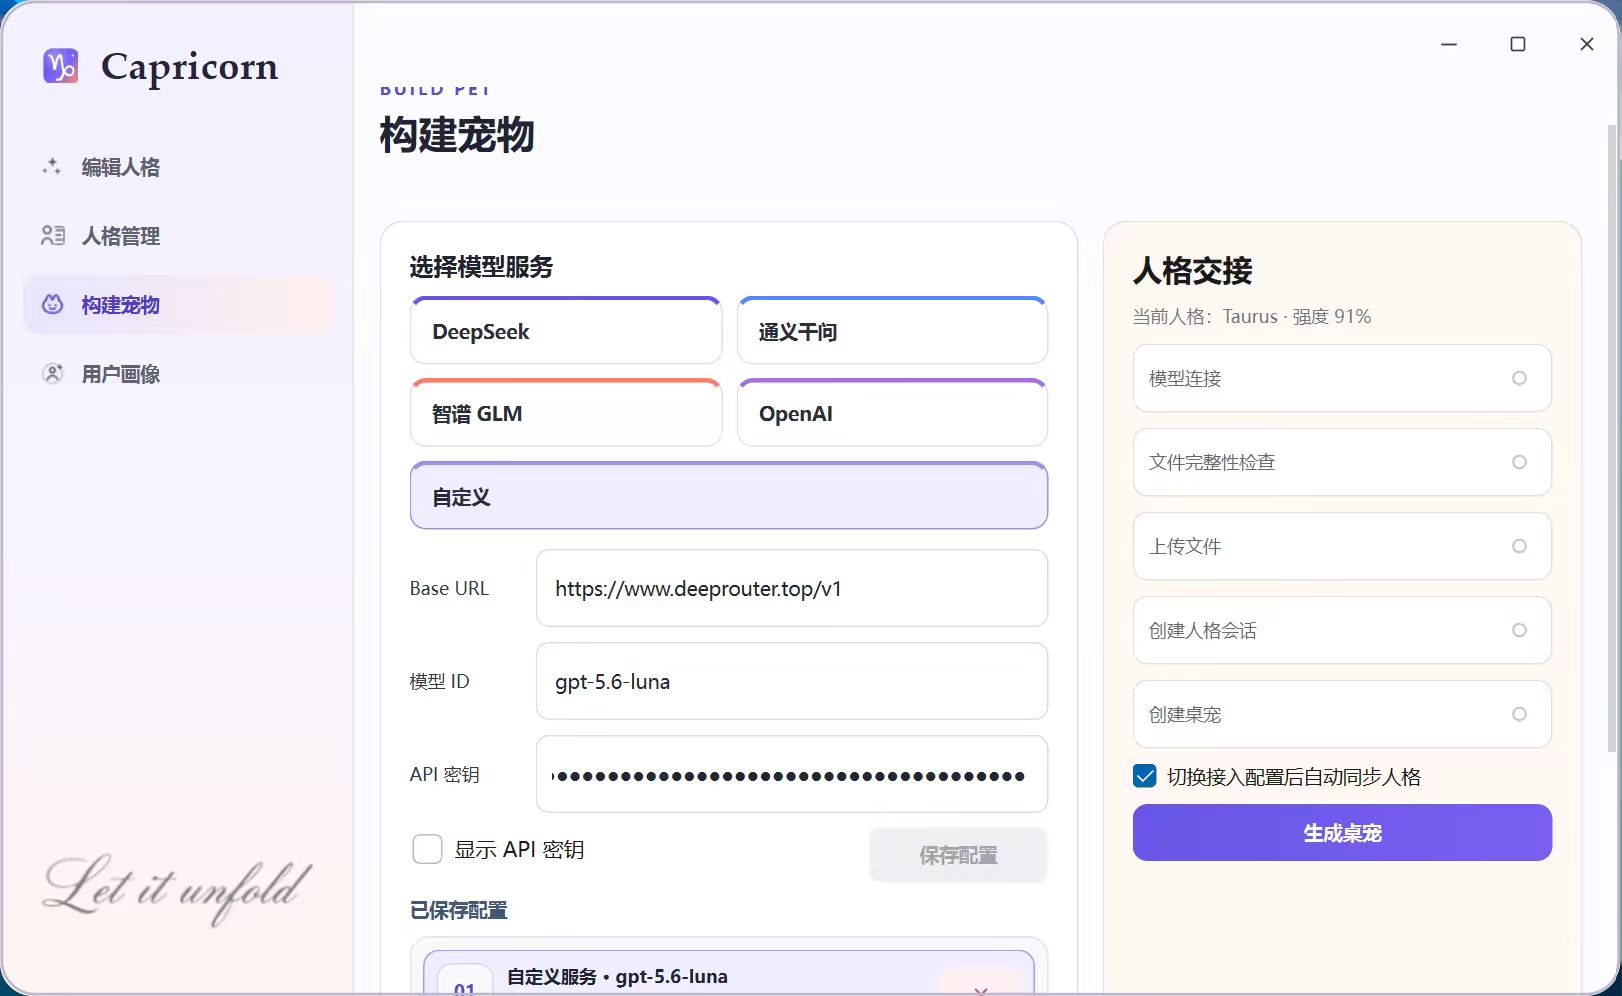 Capricorn
编辑人格
人格管理
构建宠物
用户画像
Let it unfold
BUILD PET
构建宠物
选择模型服务
DeepSeek
通义千问
智谱 GLM
OpenAI
自定义
Base URL
https://www.deeprouter.top/v1
模型 ID
gpt-5.6-luna
API 密钥
显示 API 密钥
保存配置
已保存配置
01
自定义服务 • gpt-5.6-luna
人格交接
当前人格：Taurus · 强度 91%
模型连接
文件完整性检查
上传文件
创建人格会话
创建桌宠
切换接入配置后自动同步人格
生成桌宠